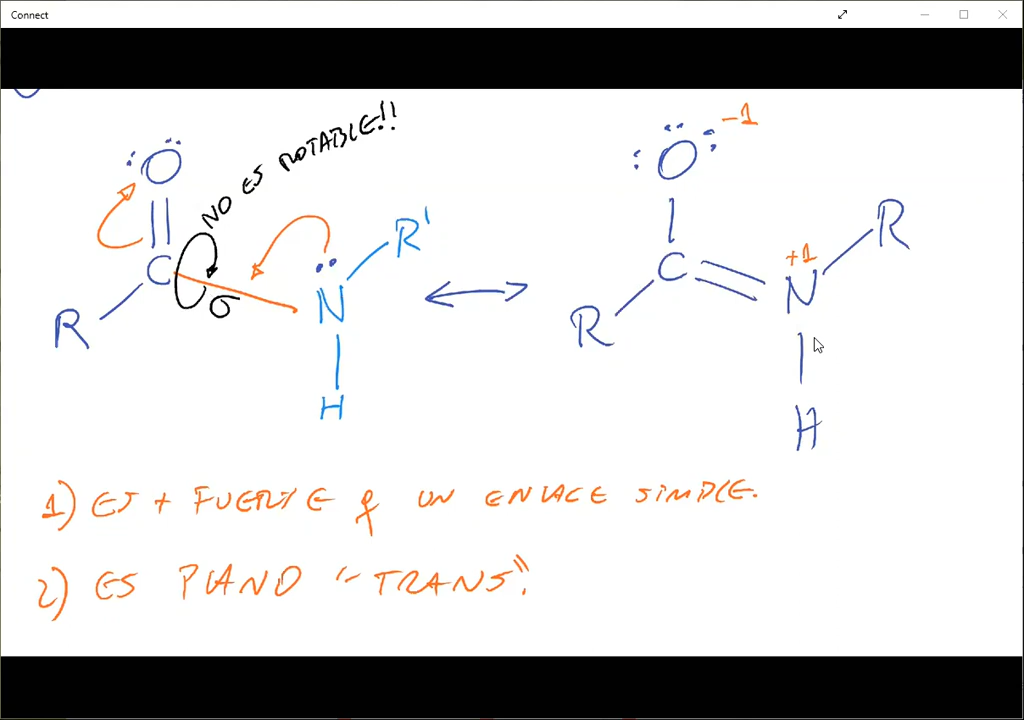 Connect
NO ES ROTABLE!!
:O
-1
:O:
C
σ
R
N
R'
H
C
+1
N
R
R
H
1) ES + FUERTE q UN ENLACE SIMPLE.
2) ES PLANO "TRANS".